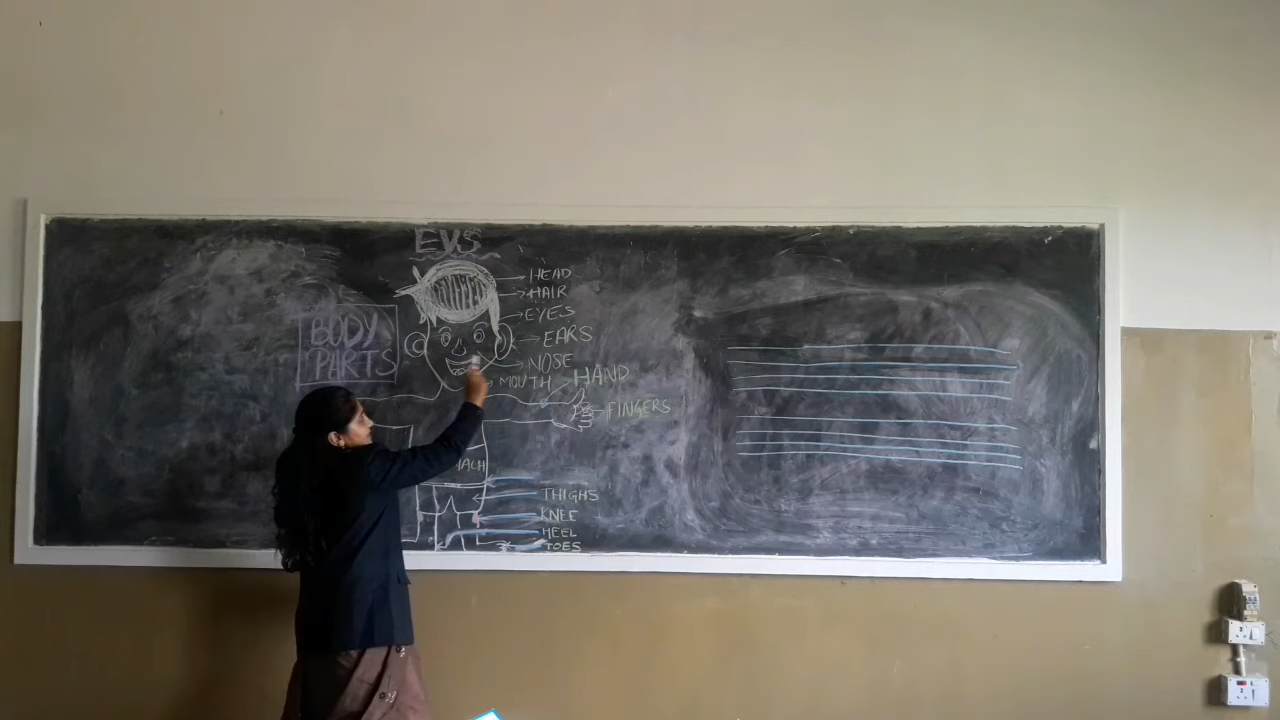 EVS
HEAD
HAIR
EYES
BODY
PARTS
EARS
NOSE
MOUTH
HAND
FINGERS
THIGHS
KNEE
HEEL
TOES